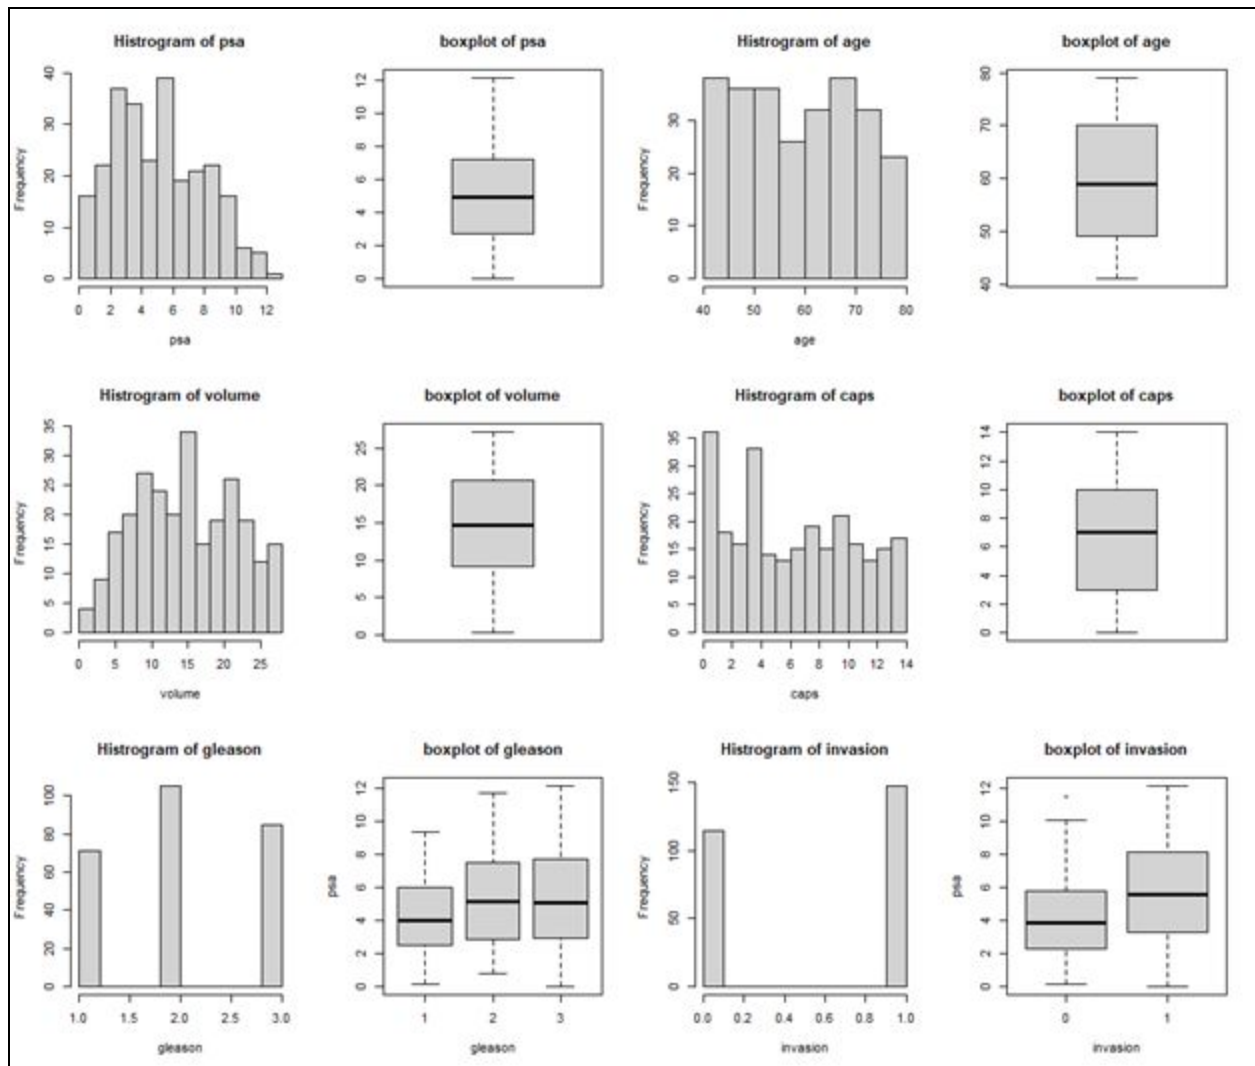 Histrogram of psa
Frequency
0 10 20 30 40
0 2 4 6 8 10 12
psa
boxplot of psa
0 2 4 6 8 10 12
Histrogram of age
Frequency
0 10 20 30
40 50 60 70 80
age
boxplot of age
40 50 60 70 80
Histrogram of volume
Frequency
0 5 10 15 20 25 30 35
0 5 10 15 20 25
volume
boxplot of volume
0 5 10 15 20 25
Histrogram of caps
Frequency
0 5 10 15 20 25 30 35
0 2 4 6 8 10 12 14
caps
boxplot of caps
0 2 4 6 8 10 12 14
Histrogram of gleason
Frequency
0 20 40 60 80 100
1.0 1.5 2.0 2.5 3.0
gleason
boxplot of gleason
psa
0 2 4 6 8 10 12
1 2 3
gleason
Histrogram of invasion
Frequency
0 50 100 150
0.0 0.2 0.4 0.6 0.8 1.0
invasion
boxplot of invasion
psa
0 2 4 6 8 10 12
0 1
invasion